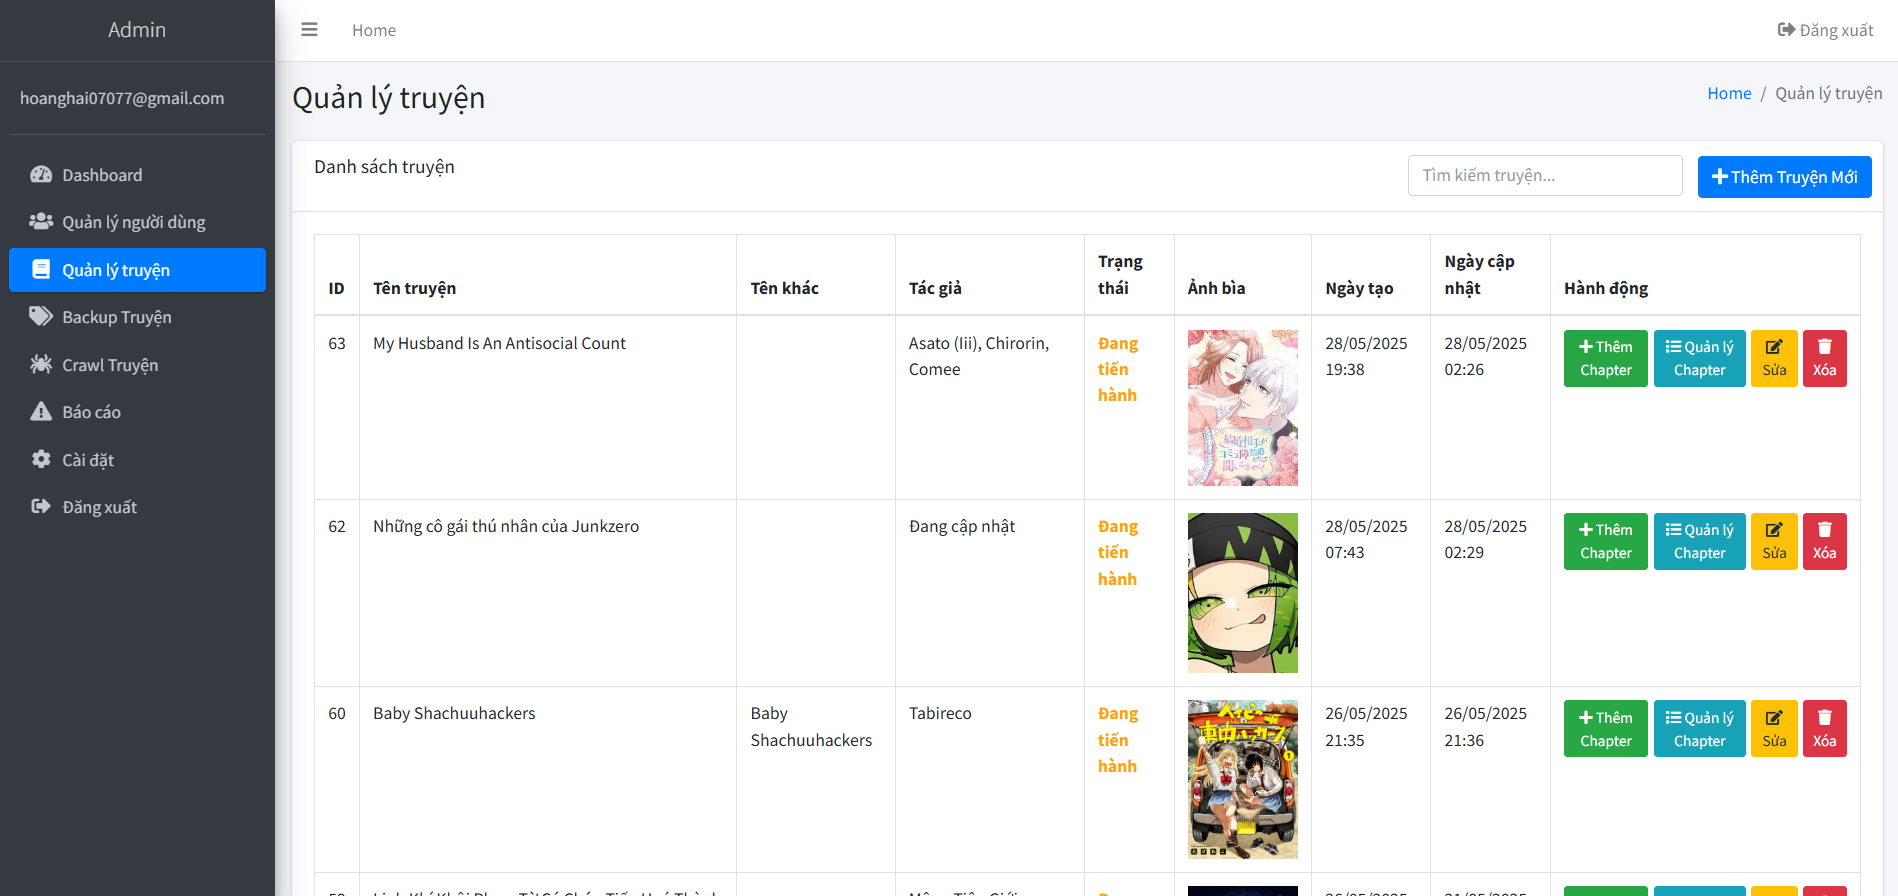 Admin
Home
Đăng xuất
hoanghai07077@gmail.com
Dashboard
Quản lý người dùng
Quản lý truyện
Backup Truyện
Crawl Truyện
Báo cáo
Cài đặt
Đăng xuất
Quản lý truyện
Home / Quản lý truyện
Danh sách truyện
Tìm kiếm truyện...
Thêm Truyện Mới
ID
Tên truyện
Tên khác
Tác giả
Trạng
thái
Ảnh bìa
Ngày tạo
Ngày cập
nhật
Hành động
63
My Husband Is An Antisocial Count
Asato (Iii), Chirorin,
Comee
Đang
tiến
hành
28/05/2025
19:38
28/05/2025
02:26
Thêm
Chapter
Quản lý
Chapter
Sửa
Xóa
62
Những cô gái thú nhân của Junkzero
Đang cập nhật
Đang
tiến
hành
28/05/2025
07:43
28/05/2025
02:29
Thêm
Chapter
Quản lý
Chapter
Sửa
Xóa
60
Baby Shachuuhackers
Baby
Shachuuhackers
Tabireco
Đang
tiến
hành
26/05/2025
21:35
26/05/2025
21:36
Thêm
Chapter
Quản lý
Chapter
Sửa
Xóa